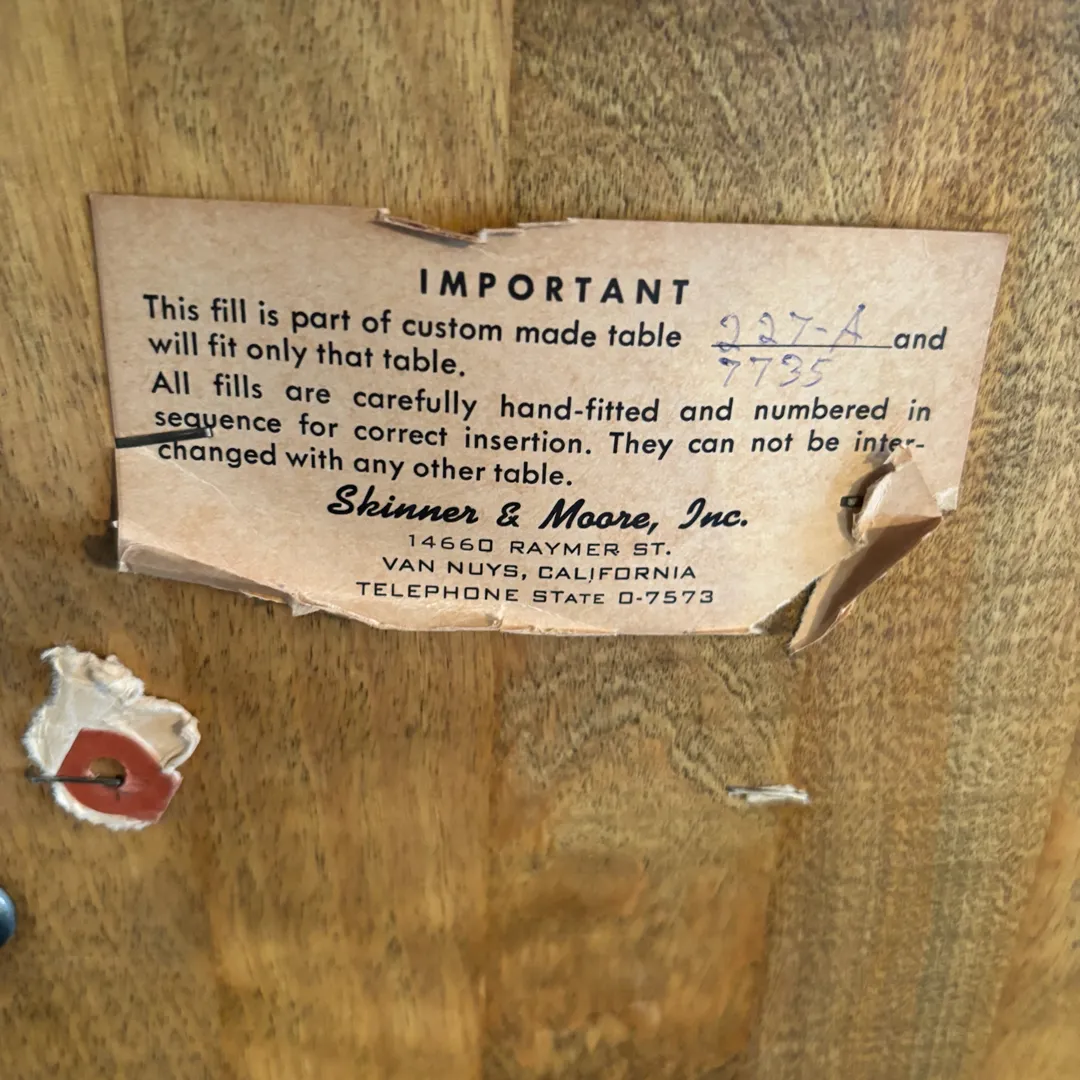 IMPORTANT
This fill is part of custom made table 227-A and
7735
will fit only that table.
All fills are carefully hand-fitted and numbered in
sequence for correct insertion. They can not be inter-
changed with any other table.
Skinner & Moore, Inc.
14660 RAYMER ST.
VAN NUYS, CALIFORNIA
TELEPHONE STATE 0-7573